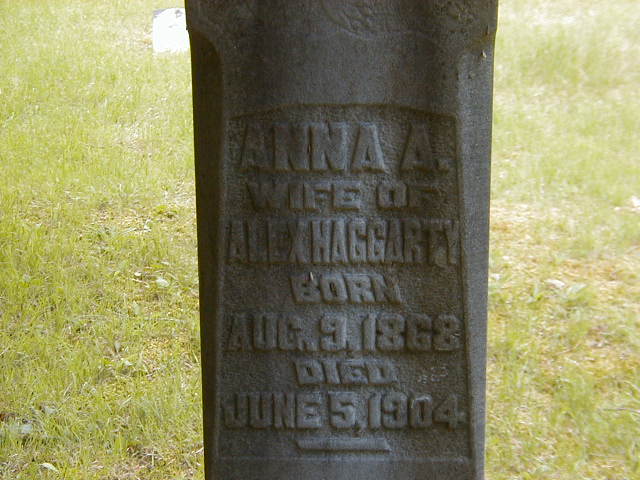 ANNA A.
WIFE OF
ALEX HAGGARTY
BORN
AUG. 9, 1868
DIED
JUNE 5, 1904.